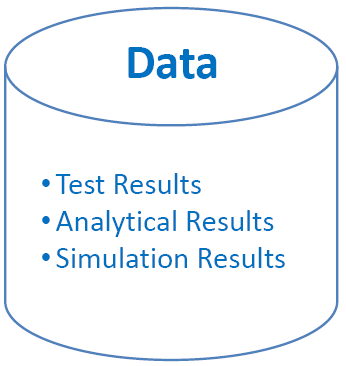 Data
• Test Results
• Analytical Results
• Simulation Results